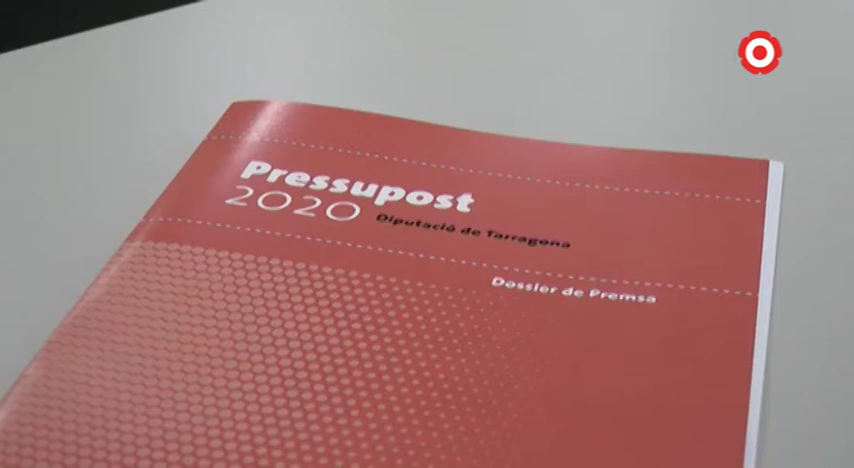 Pressupost
2020 Diputació de Tarragona
Dossier de Premsa